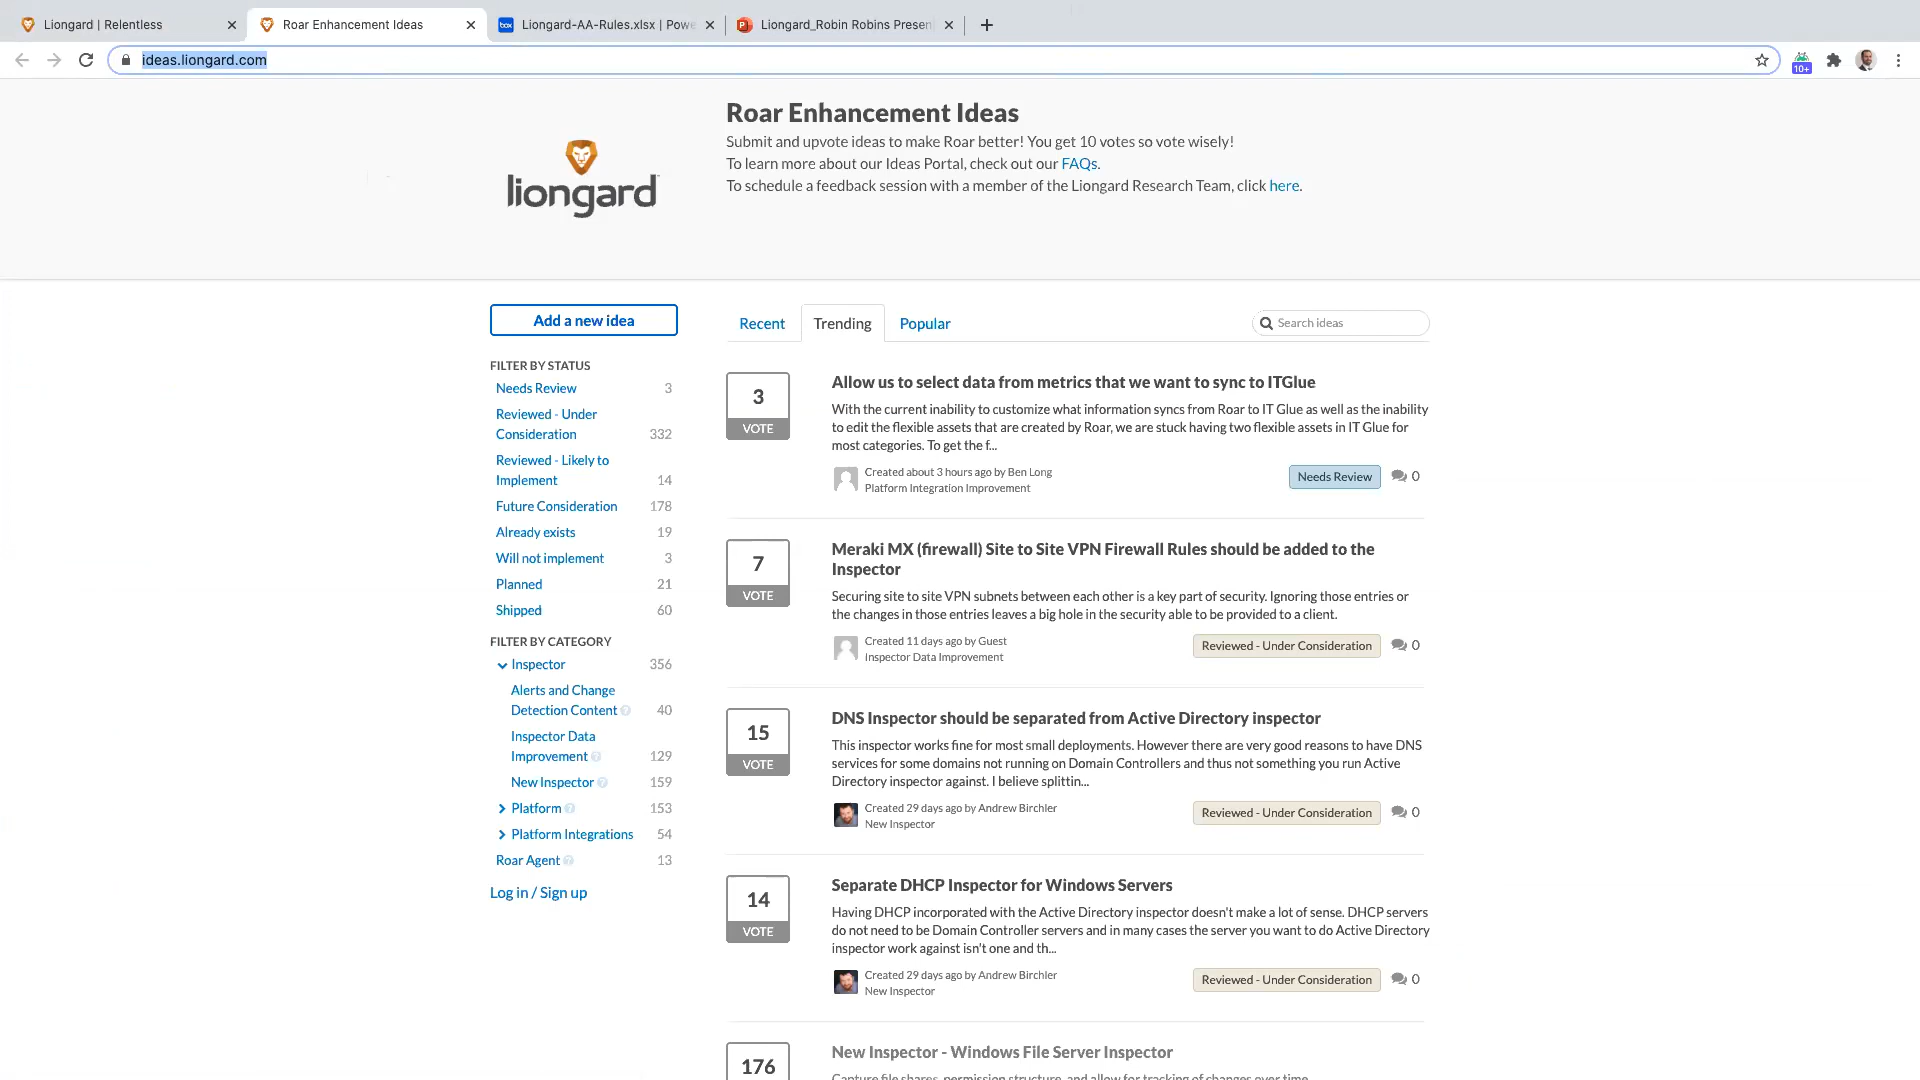 Liongard | Relentless
Roar Enhancement Ideas
Liongard-AA-Rules.xlsx | Powe
Liongard_Robin Robins Presen
ideas.liongard.com
10+
liongard
Roar Enhancement Ideas
Submit and upvote ideas to make Roar better! You get 10 votes so vote wisely!
To learn more about our Ideas Portal, check out our FAQs.
To schedule a feedback session with a member of the Liongard Research Team, click here.
Add a new idea
FILTER BY STATUS
Needs Review 3
Reviewed - Under
Consideration 332
Reviewed - Likely to
Implement 14
Future Consideration 178
Already exists 19
Will not implement 3
Planned 21
Shipped 60
FILTER BY CATEGORY
Inspector 356
Alerts and Change
Detection Content 40
Inspector Data
Improvement 129
New Inspector 159
Platform 153
Platform Integrations 54
Roar Agent 13
Log in / Sign up
Recent Trending Popular
Search ideas
3
VOTE
Allow us to select data from metrics that we want to sync to ITGlue
With the current inability to customize what information syncs from Roar to IT Glue as well as the inability
to edit the flexible assets that are created by Roar, we are stuck having two flexible assets in IT Glue for
most categories. To get the f...
Created about 3 hours ago by Ben Long
Platform Integration Improvement
Needs Review 0
7
VOTE
Meraki MX (firewall) Site to Site VPN Firewall Rules should be added to the
Inspector
Securing site to site VPN subnets between each other is a key part of security. Ignoring those entries or
the changes in those entries leaves a big hole in the security able to be provided to a client.
Created 11 days ago by Guest
Inspector Data Improvement
Reviewed - Under Consideration 0
15
VOTE
DNS Inspector should be separated from Active Directory inspector
This inspector works fine for most small deployments. However there are very good reasons to have DNS
services for some domains not running on Domain Controllers and thus not something you run Active
Directory inspector against. I believe splittin...
Created 29 days ago by Andrew Birchler
New Inspector
Reviewed - Under Consideration 0
14
VOTE
Separate DHCP Inspector for Windows Servers
Having DHCP incorporated with the Active Directory inspector doesn't make a lot of sense. DHCP servers
do not need to be Domain Controller servers and in many cases the server you want to do Active Directory
inspector work against isn't one and th...
Created 29 days ago by Andrew Birchler
New Inspector
Reviewed - Under Consideration 0
176
New Inspector - Windows File Server Inspector
Capture file shares, permission structure, and allow for tracking of changes over time